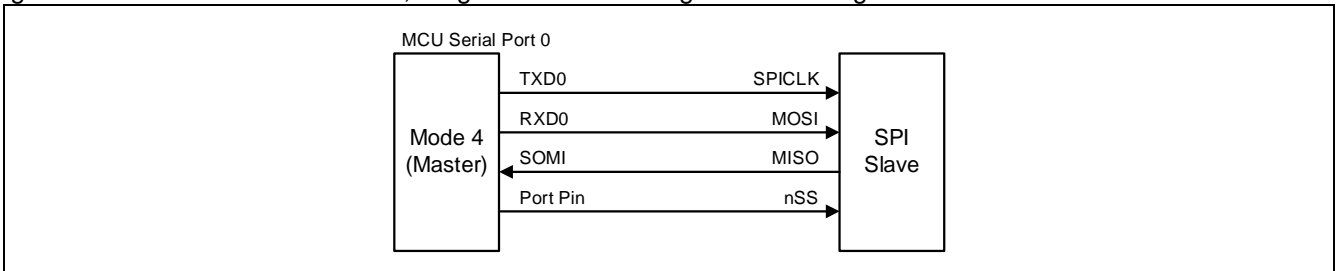 MCU Serial Port 0
TXD0 SPICLK
RXD0 MOSI
Mode 4
(Master)
SPI
Slave
SOMI MISO
Port Pin nSS